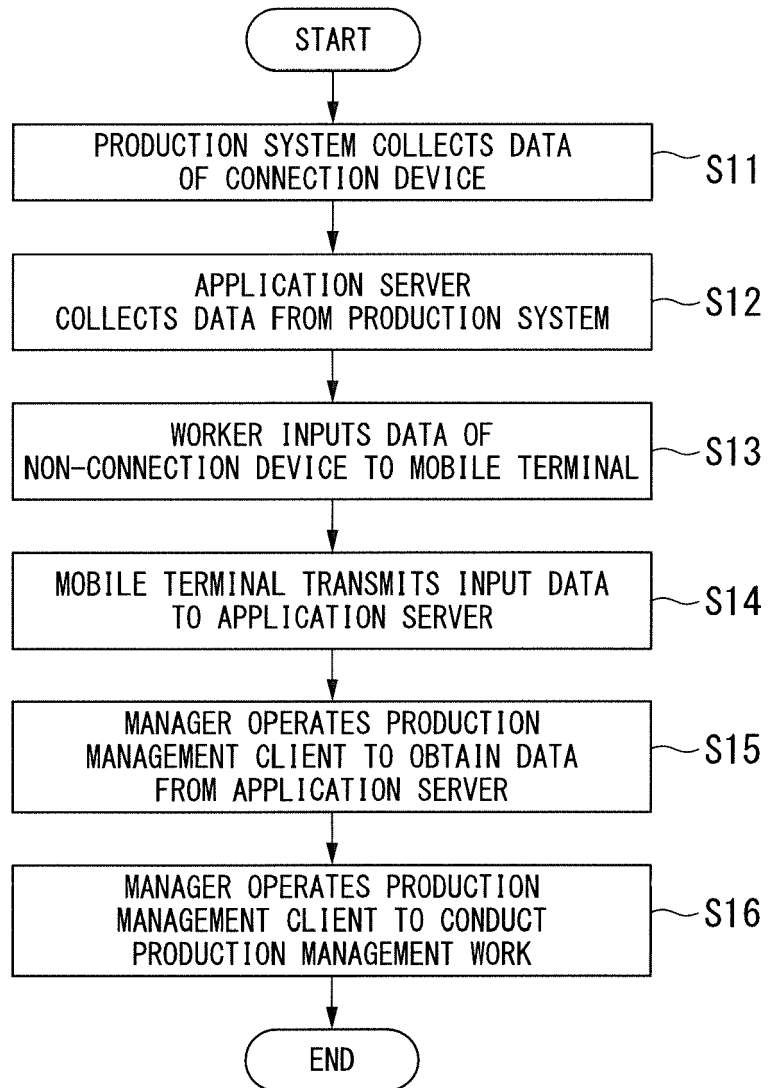 START
PRODUCTION SYSTEM COLLECTS DATA
OF CONNECTION DEVICE
S11
APPLICATION SERVER
COLLECTS DATA FROM PRODUCTION SYSTEM
S12
WORKER INPUTS DATA OF
NON-CONNECTION DEVICE TO MOBILE TERMINAL
S13
MOBILE TERMINAL TRANSMITS INPUT DATA
TO APPLICATION SERVER
S14
MANAGER OPERATES PRODUCTION
MANAGEMENT CLIENT TO OBTAIN DATA
FROM APPLICATION SERVER
S15
MANAGER OPERATES PRODUCTION
MANAGEMENT CLIENT TO CONDUCT
PRODUCTION MANAGEMENT WORK
S16
END